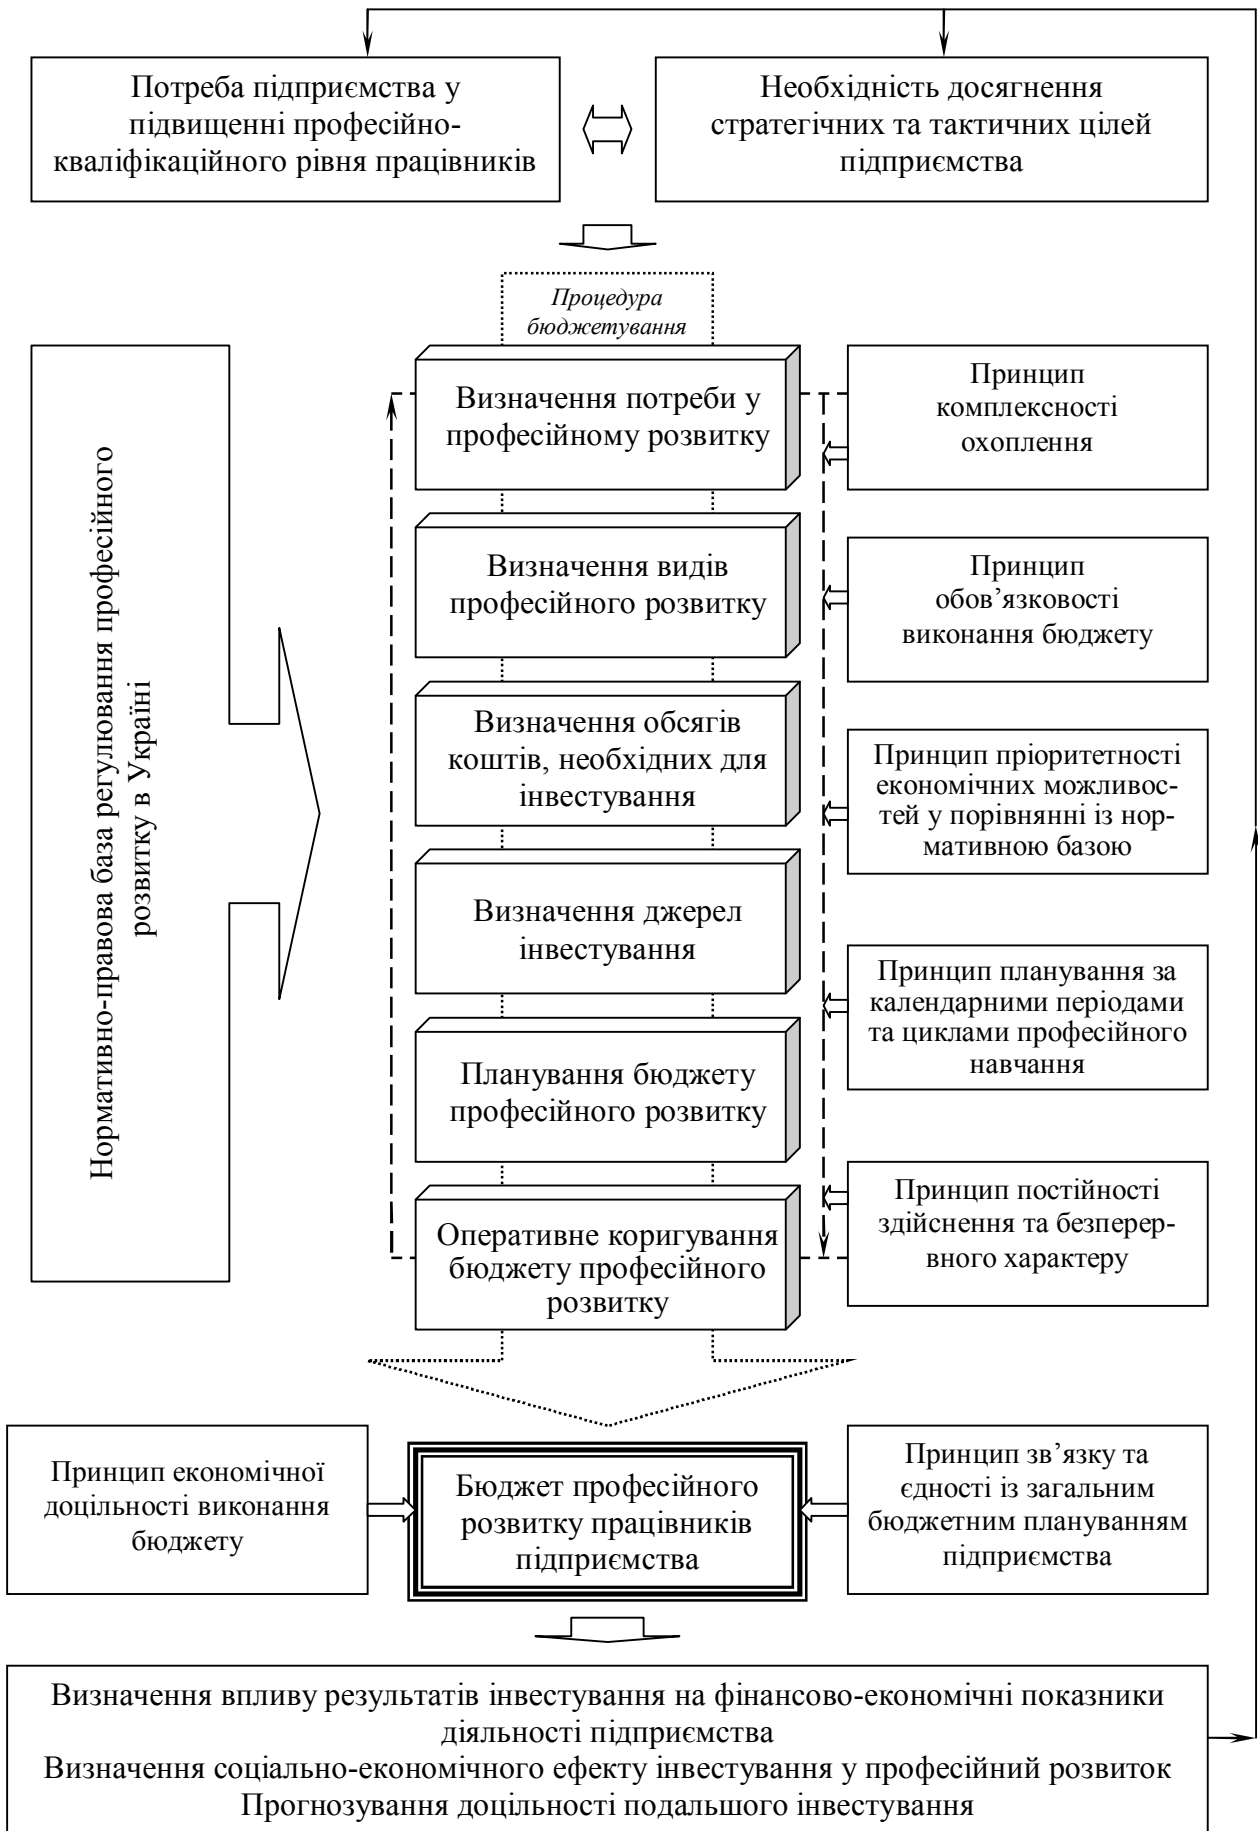 Потреба підприємства у
підвищенні професійно-
кваліфікаційного рівня працівників
Необхідність досягнення
стратегічних та тактичних цілей
підприємства
Процедура
бюджетування
Нормативно-правова база регулювання професійного
розвитку в Україні
Визначення потреби у
професійному розвитку
Визначення видів
професійного розвитку
Визначення обсягів
коштів, необхідних для
інвестування
Визначення джерел
інвестування
Планування бюджету
професійного розвитку
Оперативне коригування
бюджету професійного
розвитку
Принцип
комплексності
охоплення
Принцип
обов’язковості
виконання бюджету
Принцип пріоритетності
економічних можливос-
тей у порівнянні із нор-
мативною базою
Принцип планування за
календарними періодами
та циклами професійного
навчання
Принцип постійності
здійснення та безперер-
вного характеру
Принцип економічної
доцільності виконання
бюджету
Бюджет професійного
розвитку працівників
підприємства
Принцип зв’язку та
єдності із загальним
бюджетним плануванням
підприємства
Визначення впливу результатів інвестування на фінансово-економічні показники
діяльності підприємства
Визначення соціально-економічного ефекту інвестування у професійний розвиток
Прогнозування доцільності подальшого інвестування